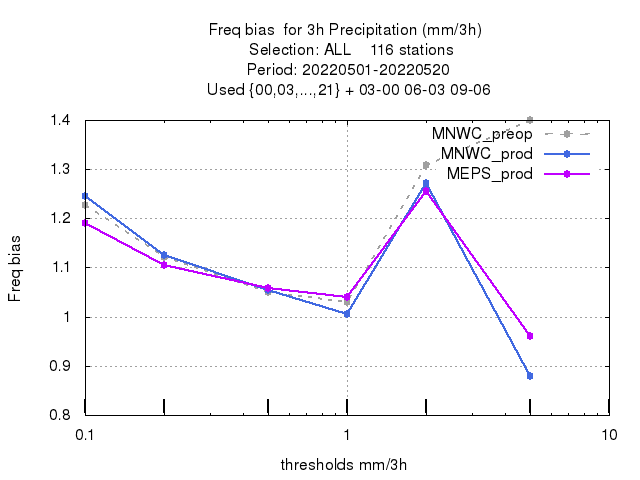 Freq bias  for 3h Precipitation (mm/3h)
Selection: ALL    116 stations
Period: 20220501-20220520
Used {00,03,...,21} + 03-00 06-03 09-06
1.4
1.3
1.2
1.1
1
0.9
0.8
Freq bias
MNWC_preop
MNWC_prod
MEPS_prod
0.1
1
10
thresholds mm/3h